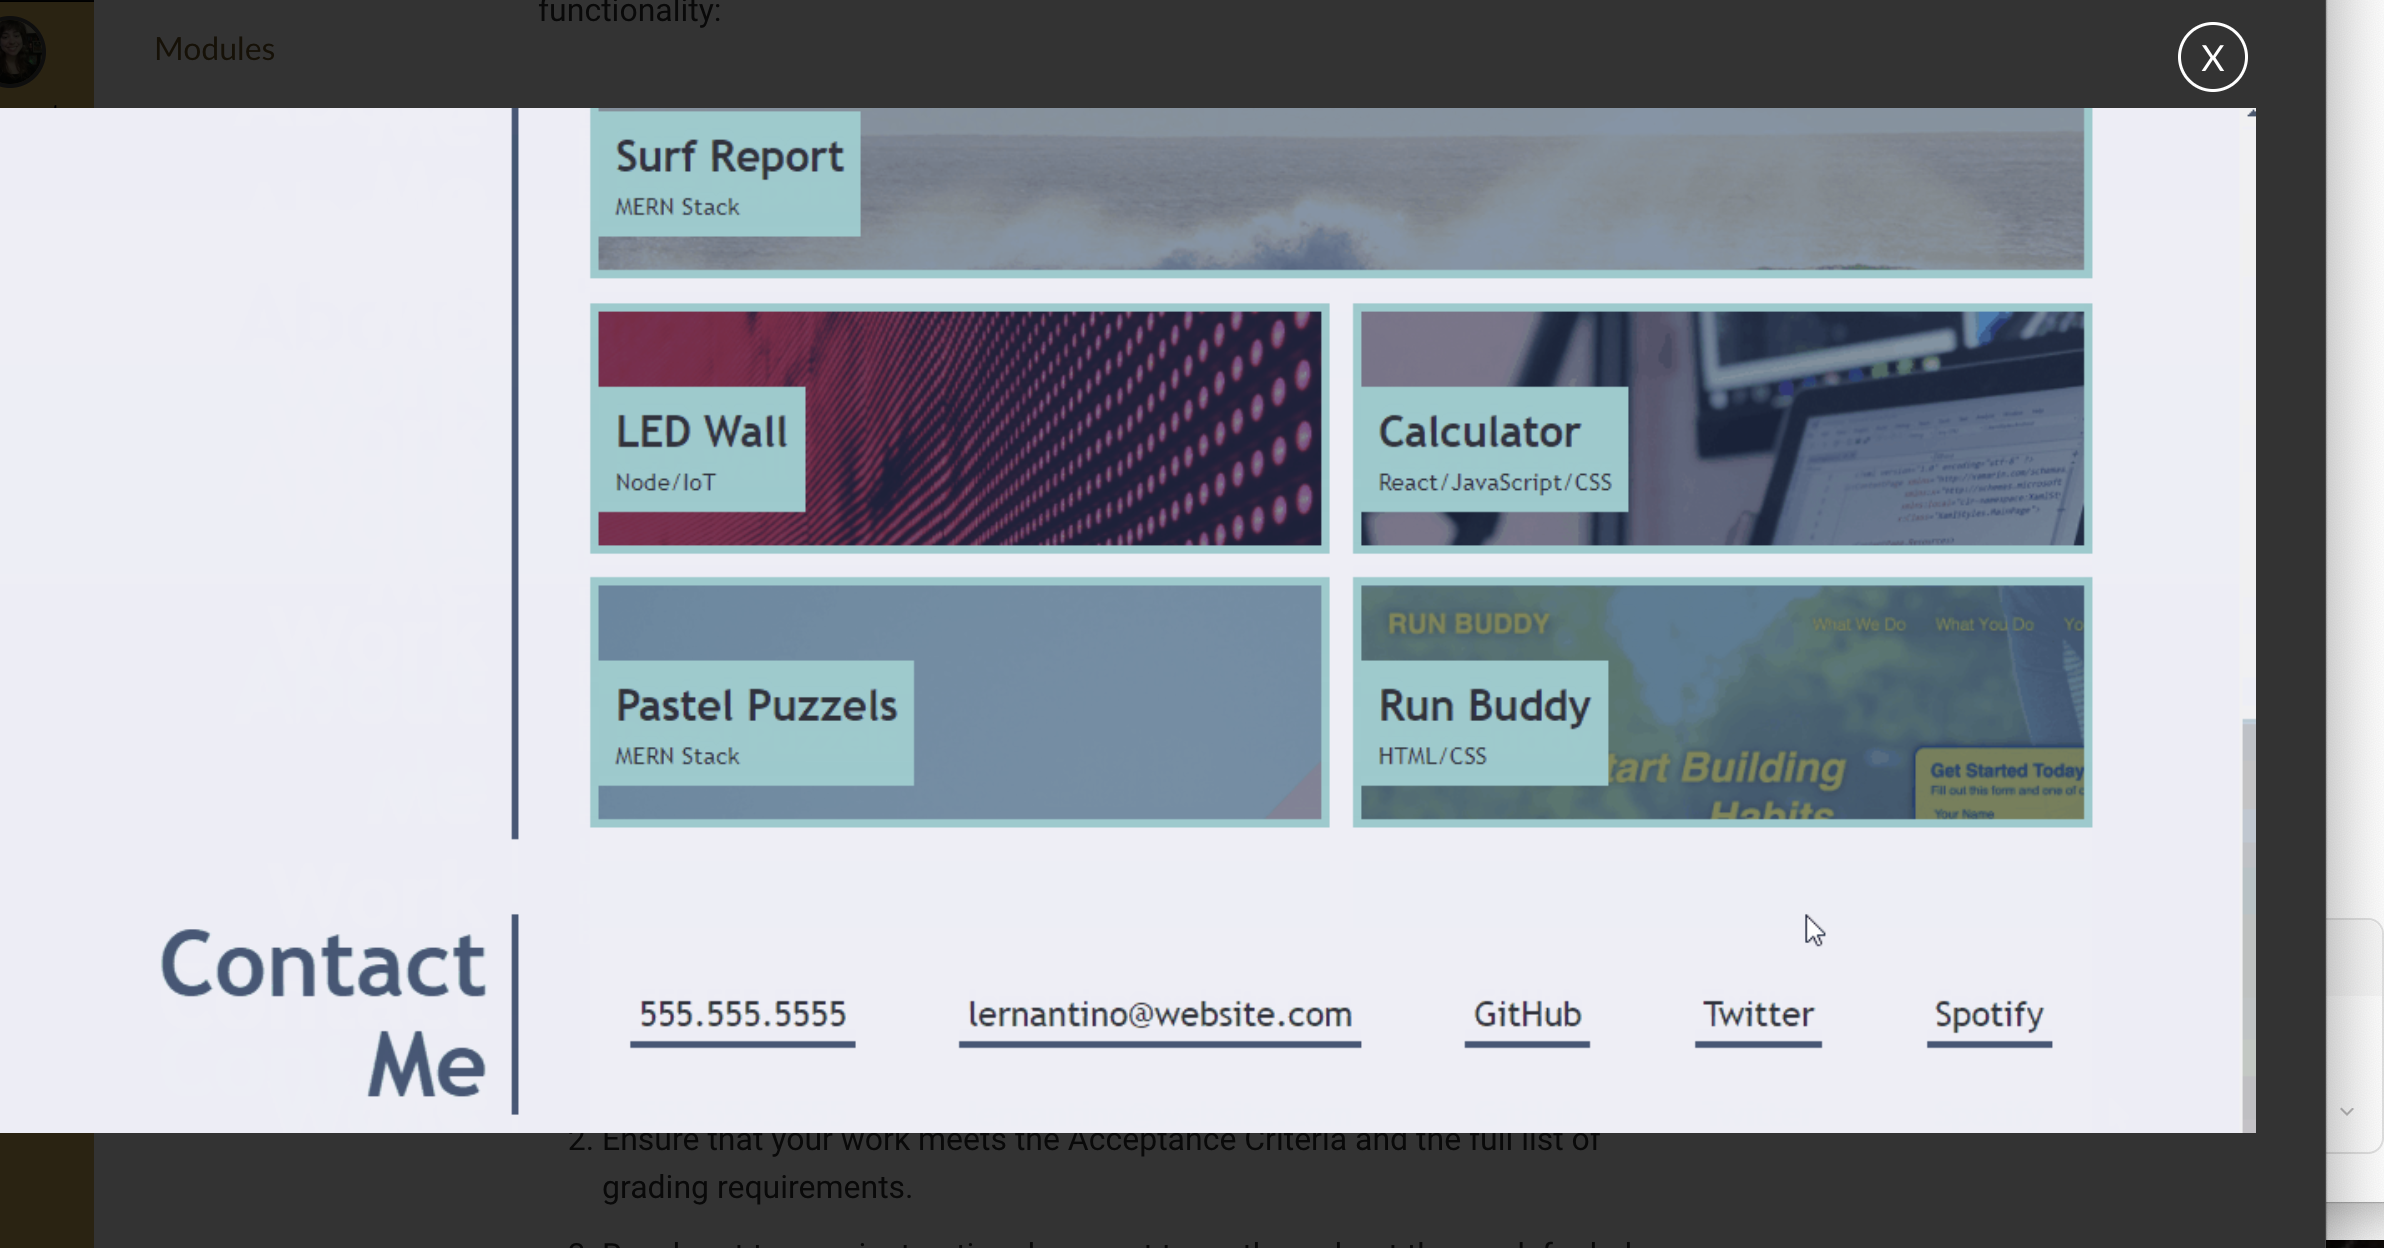 functionality:
Modules
X
Surf Report
MERN Stack
LED Wall
Node/IoT
Calculator
React/JavaScript/CSS
Pastel Puzzels
MERN Stack
RUN BUDDY
What We Do What You Do Yo
Run Buddy
HTML/CSS
tart Building
Habits
Get Started Today
Fill out this form and one of
Your Name
Contact
Me
555.555.5555
lernantino@website.com
GitHub
Twitter
Spotify
2. Ensure that your work meets the Acceptance Criteria and the full list of
grading requirements.